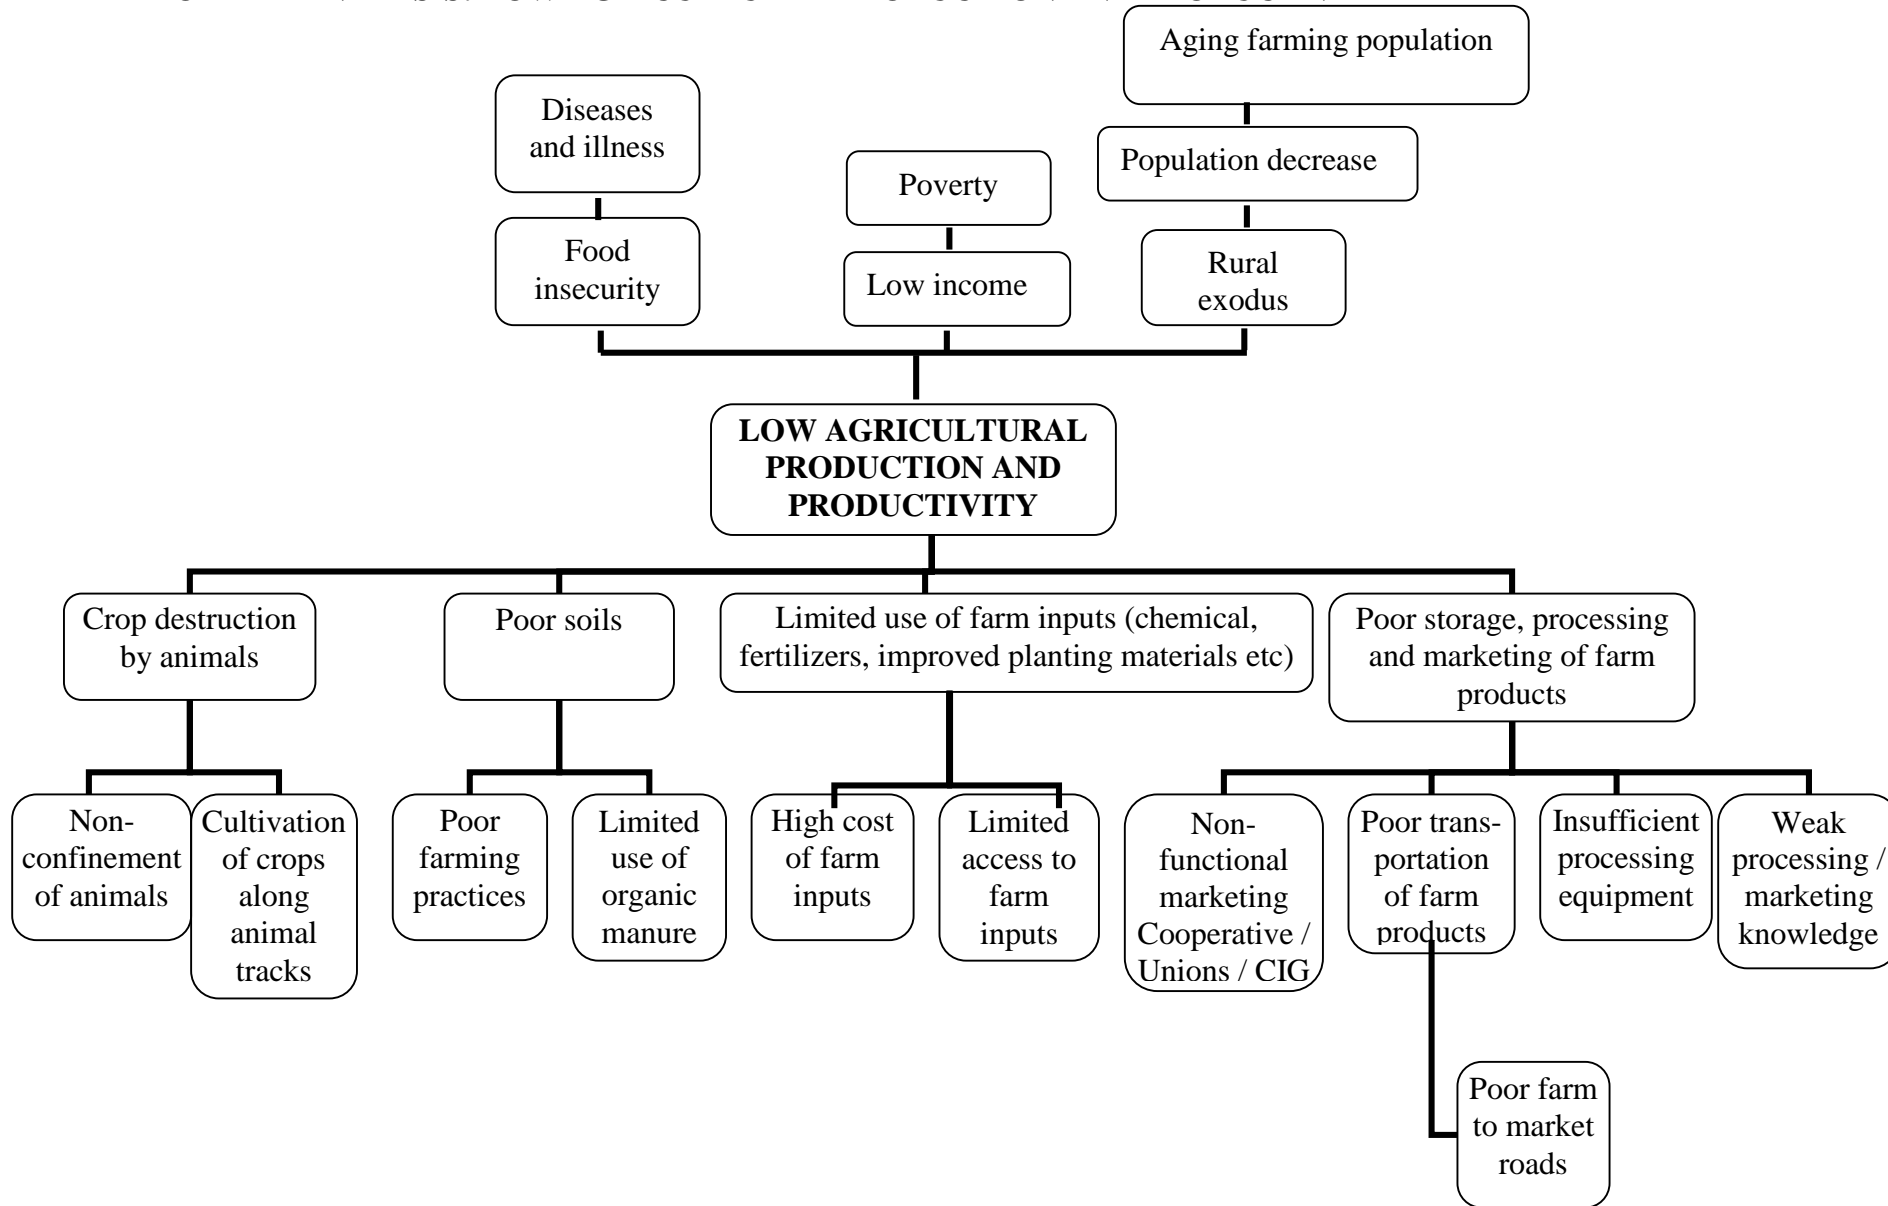 Aging farming population
Diseases
and illness
Population decrease
Poverty
Food
insecurity
Low income
Rural
exodus
LOW AGRICULTURAL
PRODUCTION AND
PRODUCTIVITY
Crop destruction
by animals
Poor soils
Limited use of farm inputs (chemical,
fertilizers, improved planting materials etc)
Poor storage, processing
and marketing of farm
products
Non-
confinement
of animals
Cultivation
of crops
along
animal
tracks
Poor
farming
practices
Limited
use of
organic
manure
High cost
of farm
inputs
Limited
access to
farm
inputs
Non-
functional
marketing
Cooperative /
Unions / CIG
Poor trans-
portation
of farm
products
Insufficient
processing
equipment
Weak
processing /
marketing
knowledge
Poor farm
to market
roads